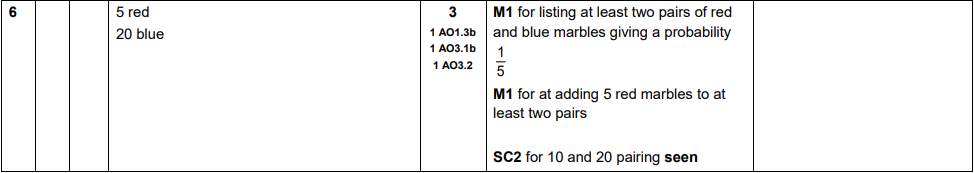 6
5 red
20 blue
3
1 AO1.3b
1 AO3.1b
1 AO3.2
M1 for listing at least two pairs of red
and blue marbles giving a probability
1
5
M1 for at adding 5 red marbles to at
least two pairs
SC2 for 10 and 20 pairing seen